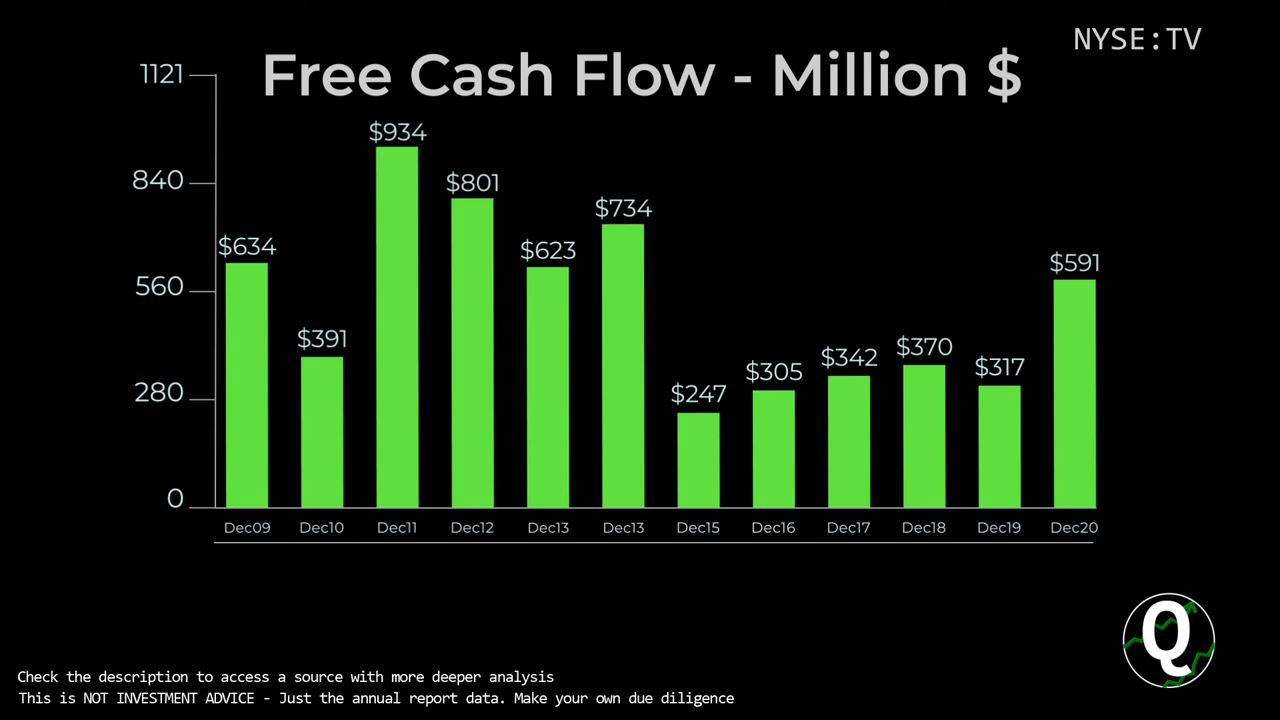 NYSE:TV
Free Cash Flow - Million $
1121
840
560
280
0
$634
$391
$934
$801
$623
$734
$247
$305
$342
$370
$317
$591
Dec09 Dec10 Dec11 Dec12 Dec13 Dec13 Dec15 Dec16 Dec17 Dec18 Dec19 Dec20
Q
Check the description to access a source with more deeper analysis
This is NOT INVESTMENT ADVICE - Just the annual report data. Make your own due diligence